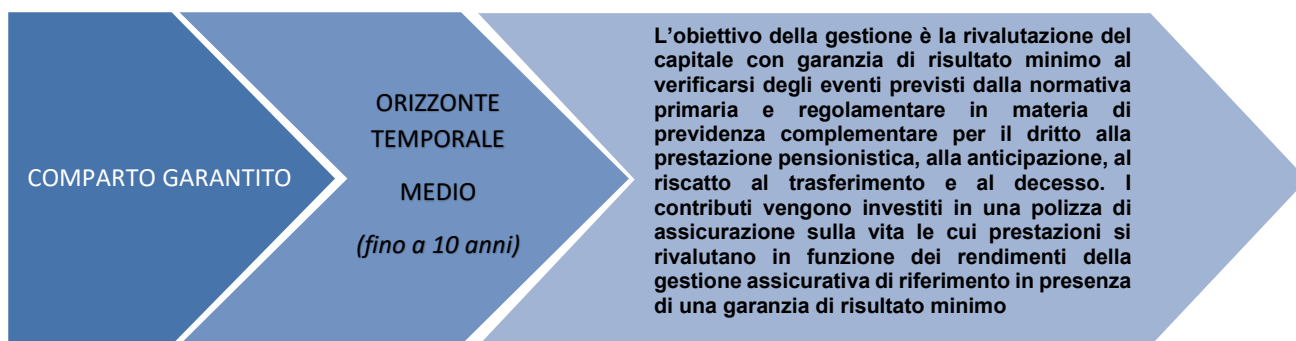 COMPARTO GARANTITO
ORIZZONTE
TEMPORALE
MEDIO
(fino a 10 anni)
L’obiettivo della gestione è la rivalutazione del
capitale con garanzia di risultato minimo al
verificarsi degli eventi previsti dalla normativa
primaria e regolamentare in materia di
previdenza complementare per il dritto alla
prestazione pensionistica, alla anticipazione, al
riscatto al trasferimento e al decesso. I
contributi vengono investiti in una polizza di
assicurazione sulla vita le cui prestazioni si
rivalutano in funzione dei rendimenti della
gestione assicurativa di riferimento in presenza
di una garanzia di risultato minimo